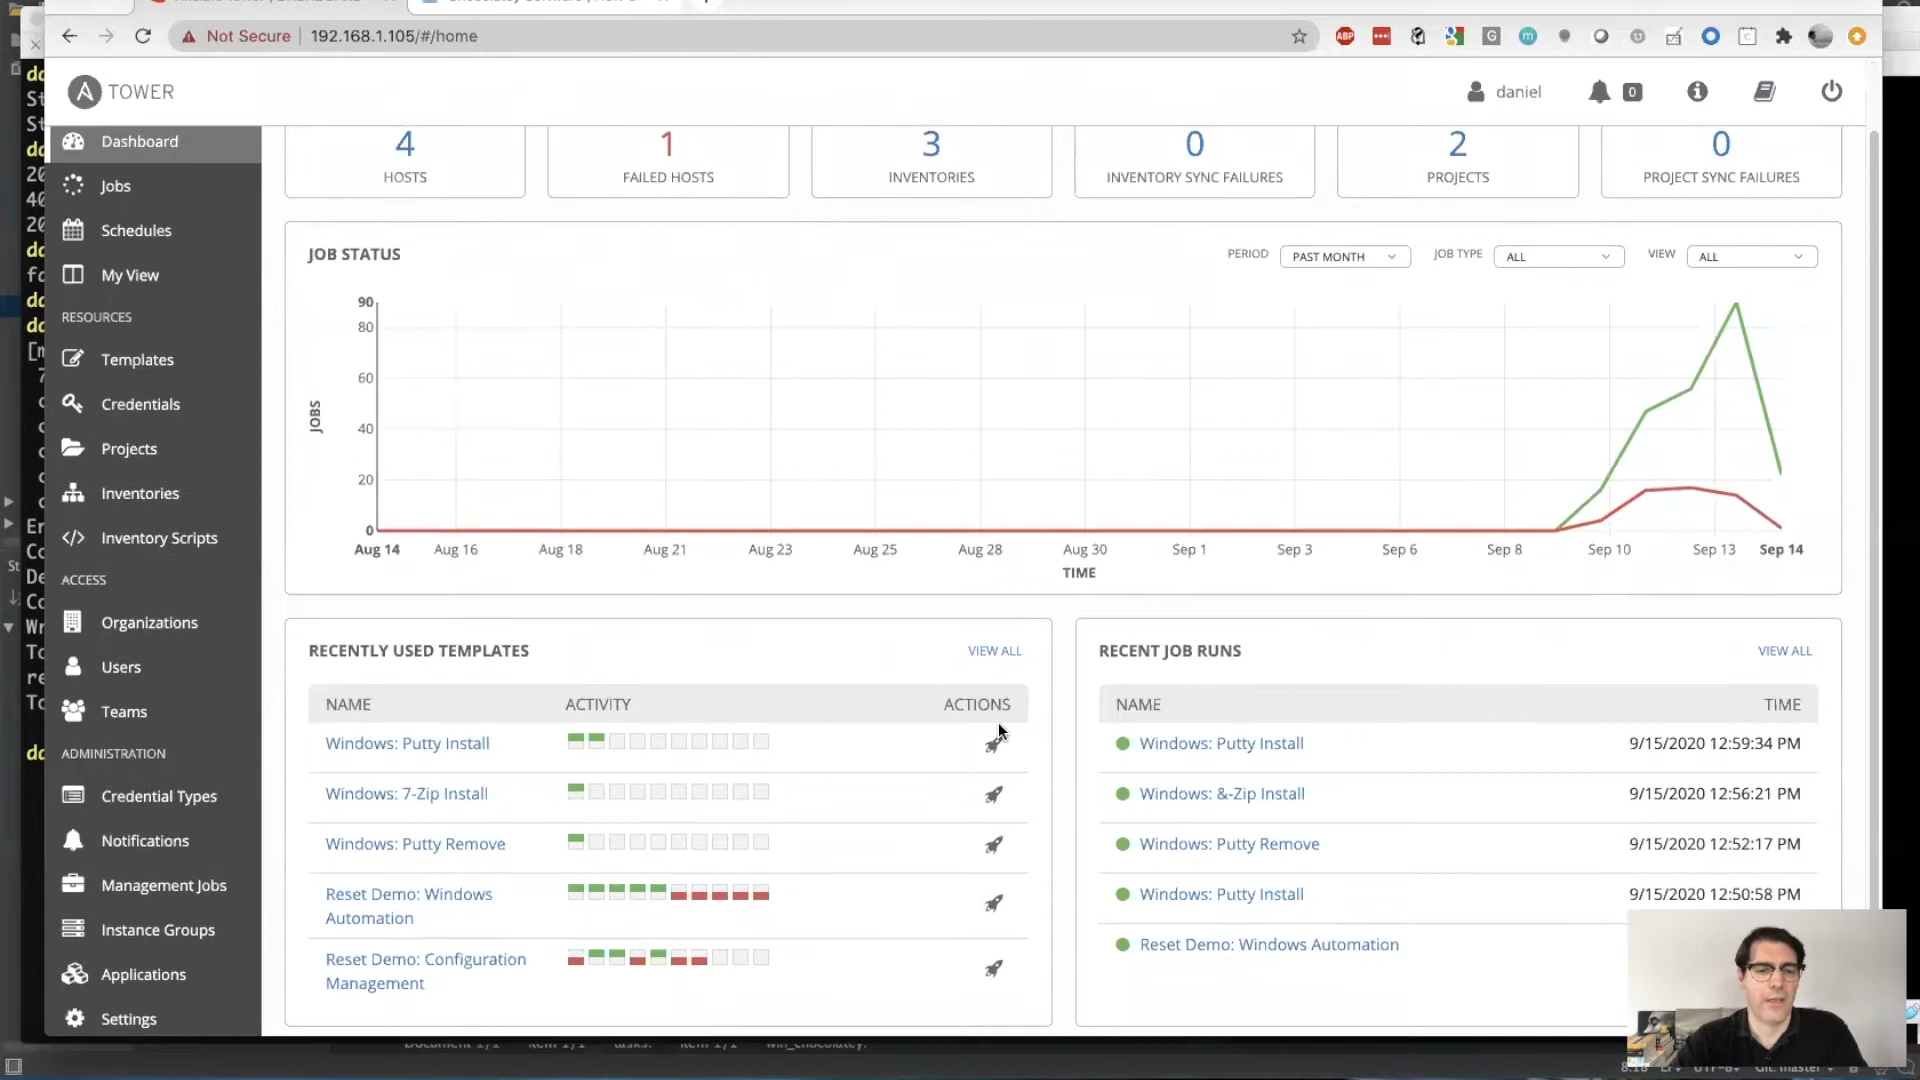 Not Secure 192.168.1.105/#/home
TOWER
daniel
0
Dashboard
Jobs
Schedules
My View
RESOURCES
Templates
Credentials
Projects
Inventories
Inventory Scripts
ACCESS
Organizations
Users
Teams
ADMINISTRATION
Credential Types
Notifications
Management Jobs
Instance Groups
Applications
Settings
4
HOSTS
1
FAILED HOSTS
3
INVENTORIES
0
INVENTORY SYNC FAILURES
2
PROJECTS
0
PROJECT SYNC FAILURES
JOB STATUS
PERIOD PAST MONTH JOB TYPE ALL VIEW ALL
90
80
60
40
20
0
JOBS
Aug 14 Aug 16 Aug 18 Aug 21 Aug 23 Aug 25 Aug 28 Aug 30 Sep 1 Sep 3 Sep 6 Sep 8 Sep 10 Sep 13 Sep 14
TIME
RECENTLY USED TEMPLATES VIEW ALL
NAME ACTIVITY ACTIONS
Windows: Putty Install
Windows: 7-Zip Install
Windows: Putty Remove
Reset Demo: Windows
Automation
Reset Demo: Configuration
Management
RECENT JOB RUNS VIEW ALL
NAME TIME
Windows: Putty Install 9/15/2020 12:59:34 PM
Windows: &-Zip Install 9/15/2020 12:56:21 PM
Windows: Putty Remove 9/15/2020 12:52:17 PM
Windows: Putty Install 9/15/2020 12:50:58 PM
Reset Demo: Windows Automation